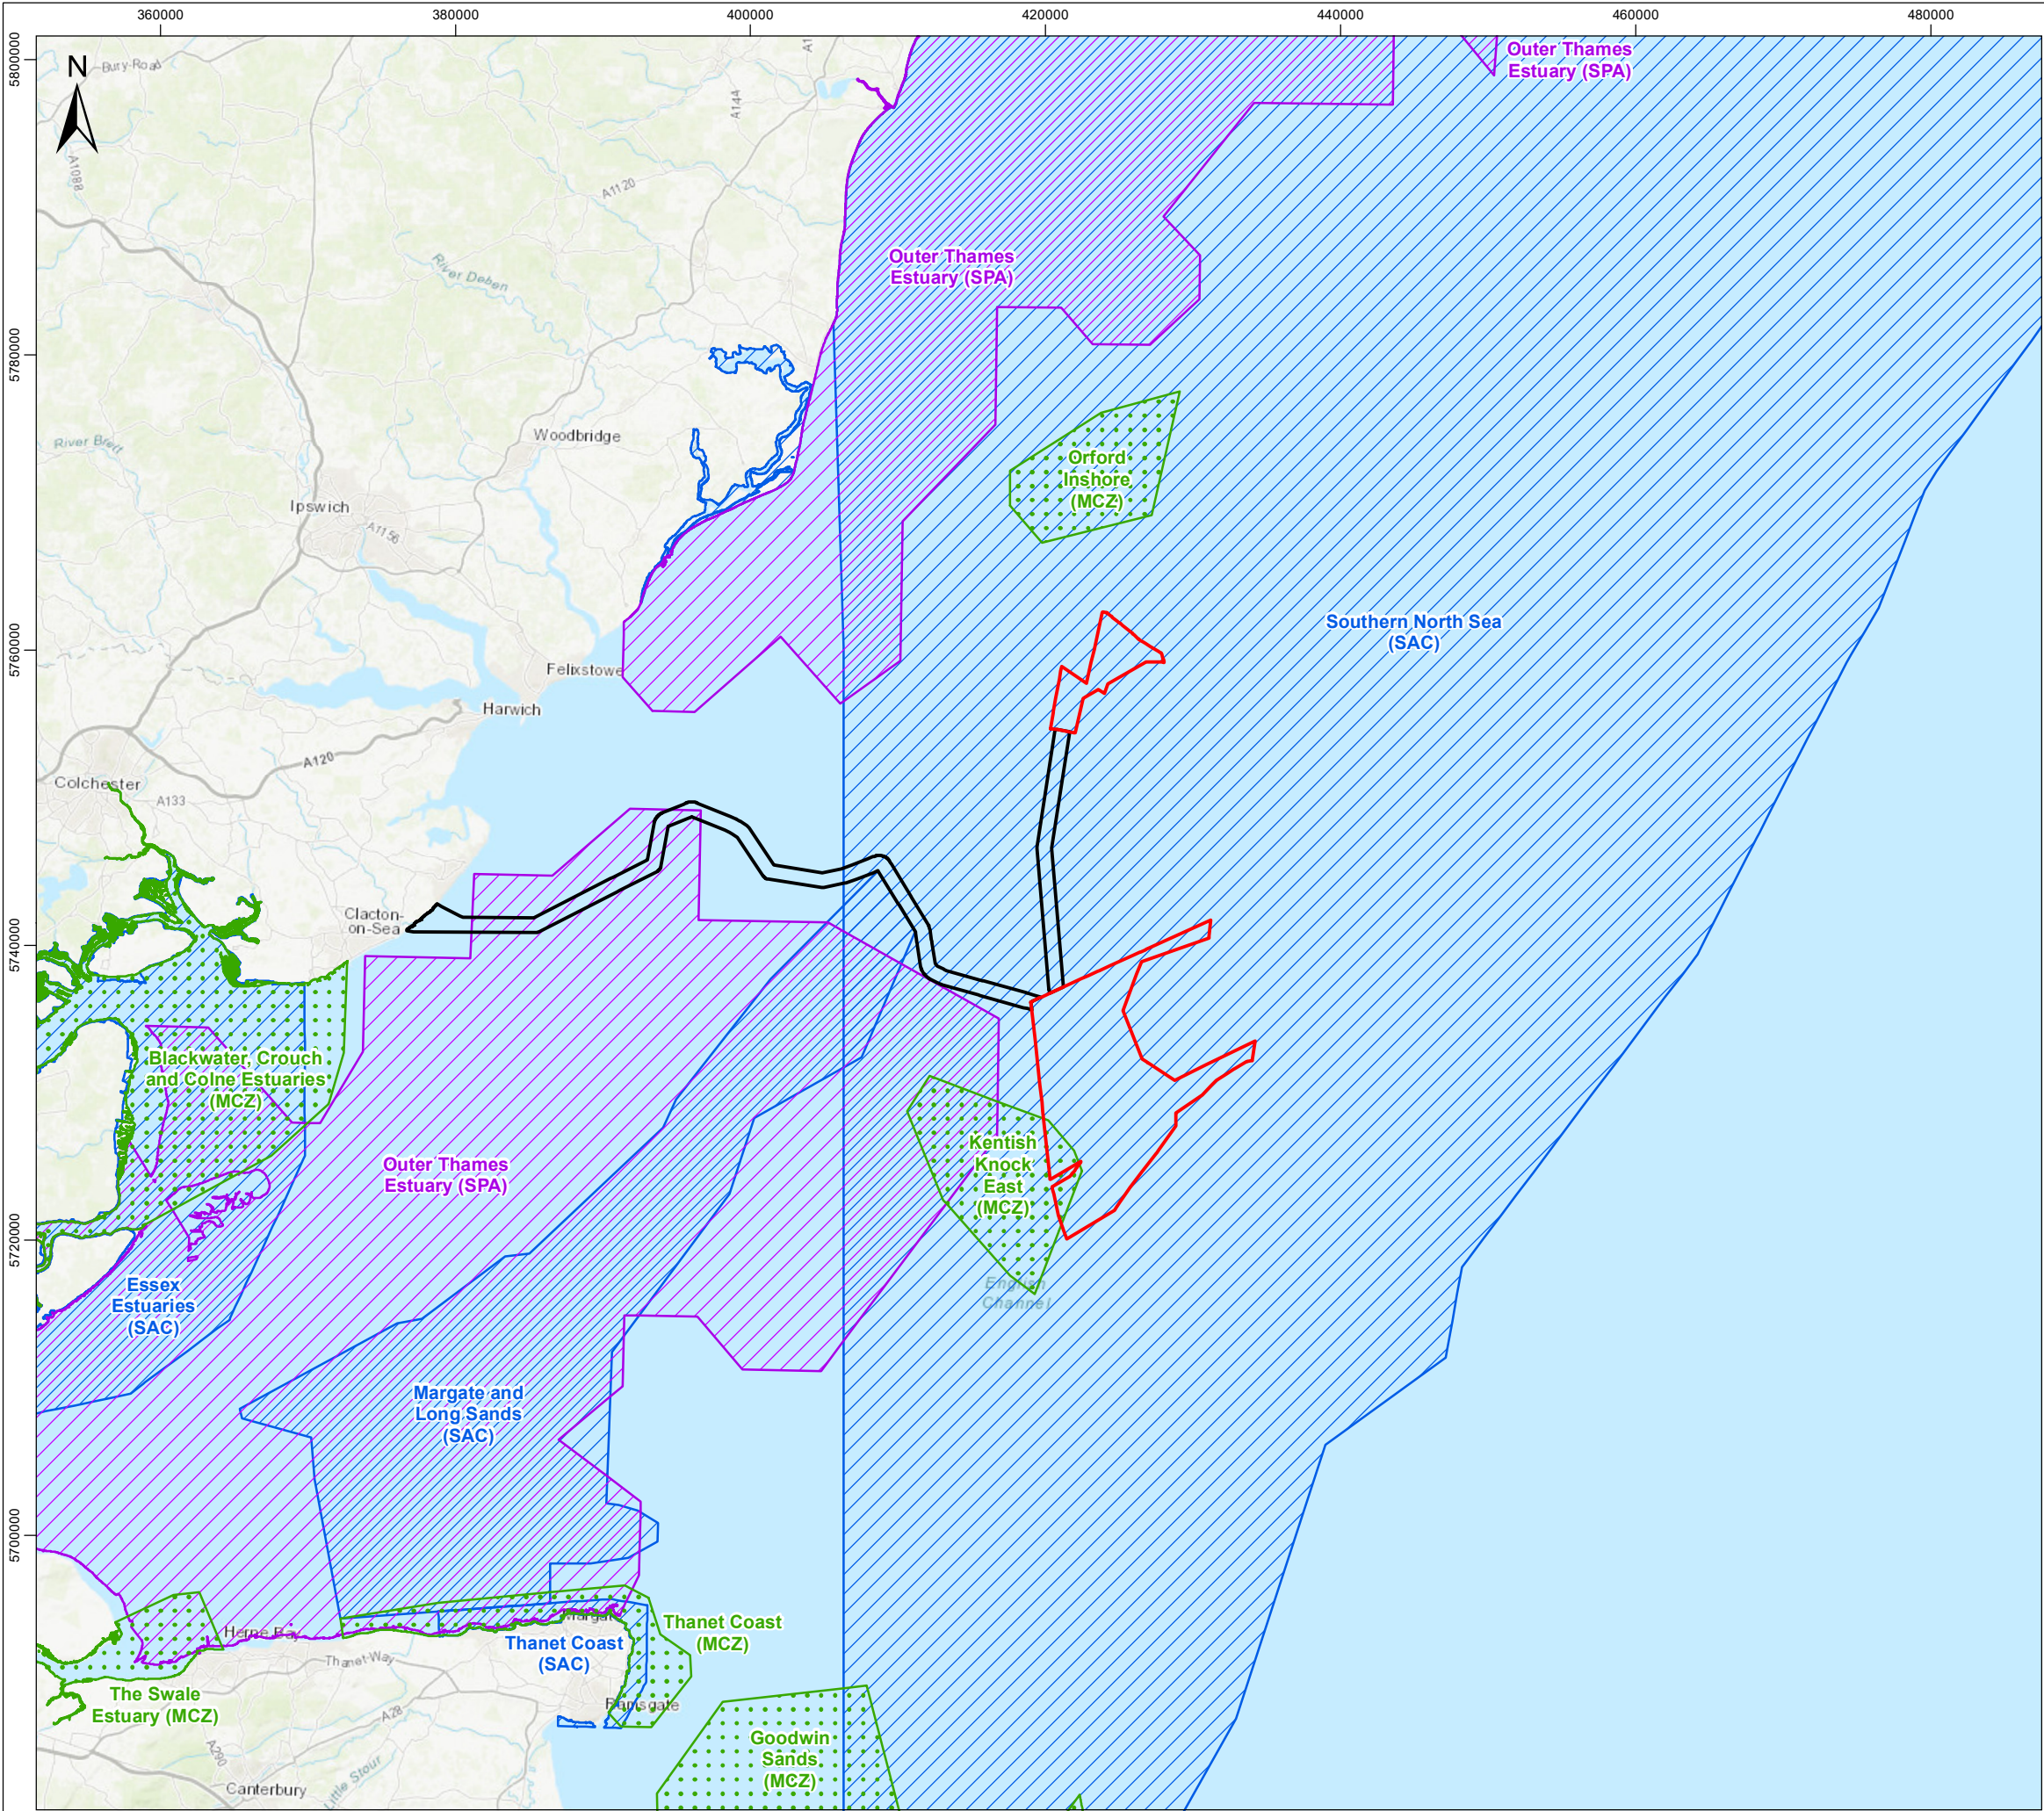 360000
380000
400000
420000
440000
460000
480000
5800000
5780000
5760000
5740000
5720000
5700000
N
Bury Road
A1
A144
A1088
A1120
Outer Thames
Estuary (SPA)
River Deben
Outer Thames
Estuary (SPA)
River Brett
Woodbridge
Ipswich
A1156
Orford
Inshore
(MCZ)
Southern North Sea
(SAC)
Felixstowe
Harwich
A120
Colchester
A133
Clacton-
on-Sea
Blackwater, Crouch
and Colne Estuaries
(MCZ)
Outer Thames
Estuary (SPA)
Kentish
Knock
East
(MCZ)
English
Channel
Essex
Estuaries
(SAC)
Margate and
Long Sands
(SAC)
Margate
Herne Bay
Thanet Way
Thanet Coast
(SAC)
Thanet Coast
(MCZ)
Ramsgate
The Swale
Estuary (MCZ)
A28
A290
Canterbury
Little Stour
Goodwin
Sands
(MCZ)